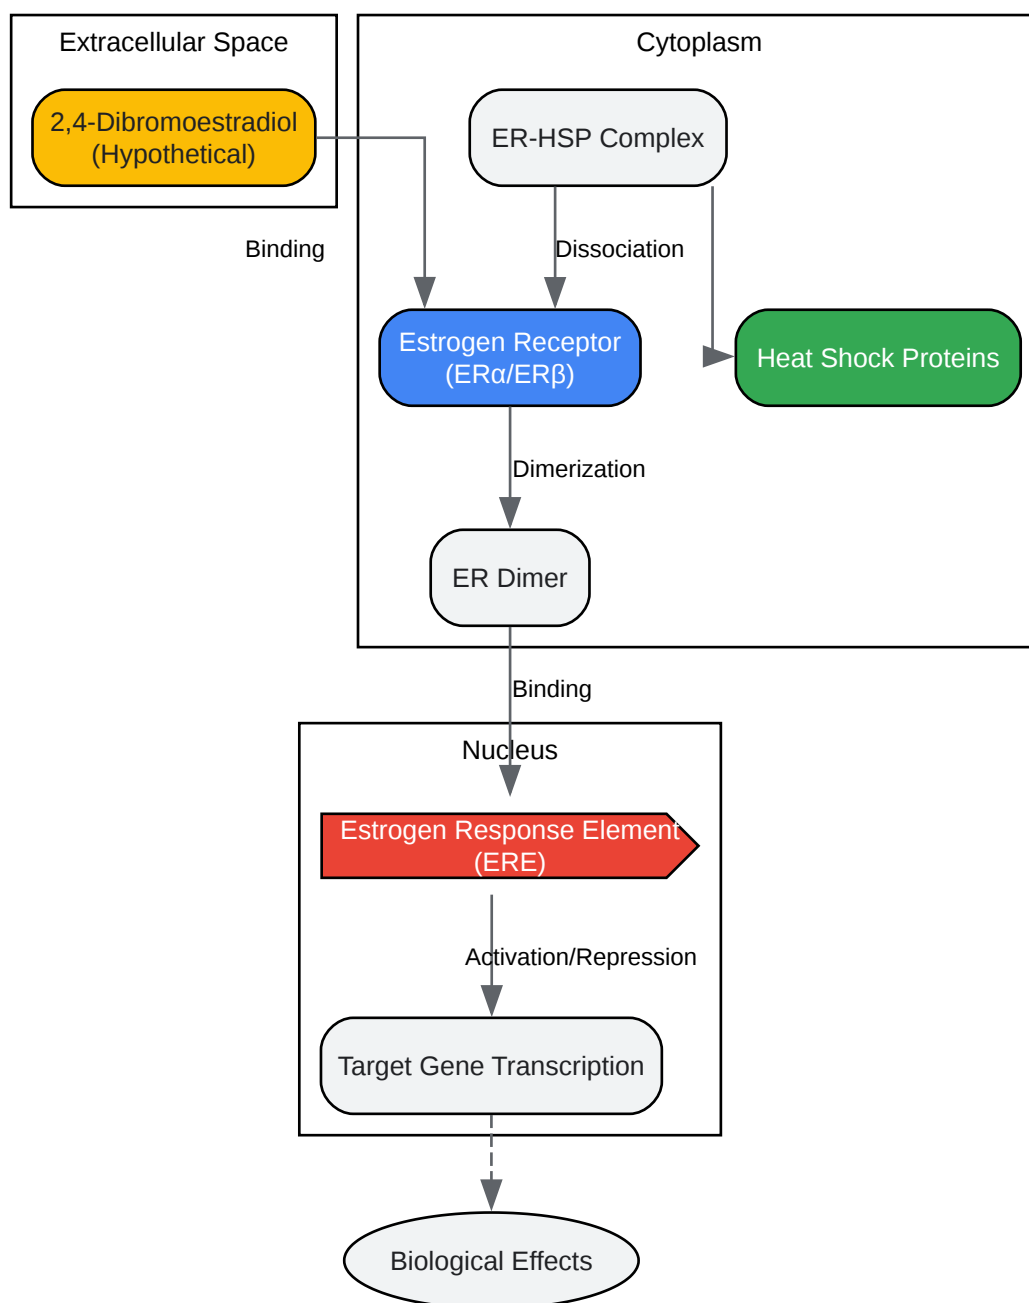 Extracellular Space
Cytoplasm
2,4-Dibromoestradiol
(Hypothetical)
ER-HSP Complex
Binding
Dissociation
Estrogen Receptor
(ERα/ERβ)
Heat Shock Proteins
Dimerization
ER Dimer
Binding
Nucleus
Estrogen Response Element
(ERE)
Activation/Repression
Target Gene Transcription
Biological Effects